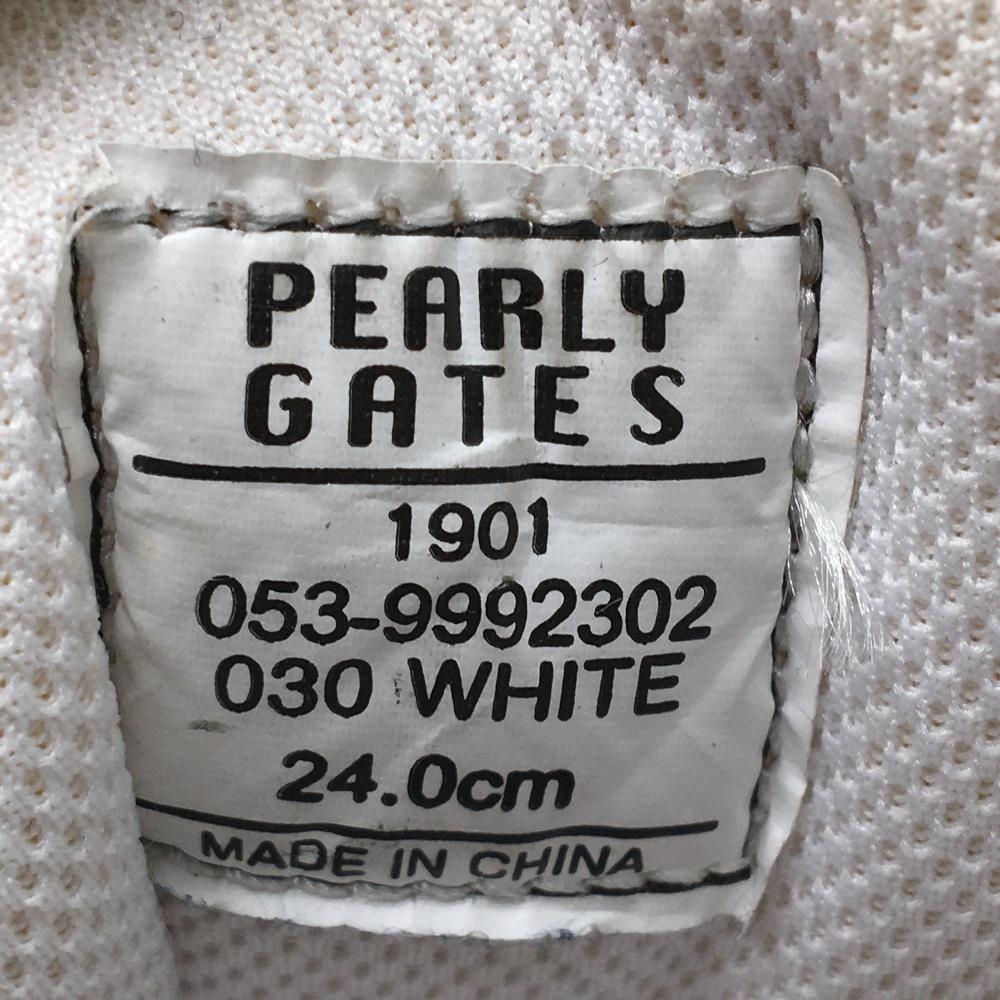 PEARLY
GATES
1901
053-9992302
030 WHITE
24.0cm
MADE IN CHINA